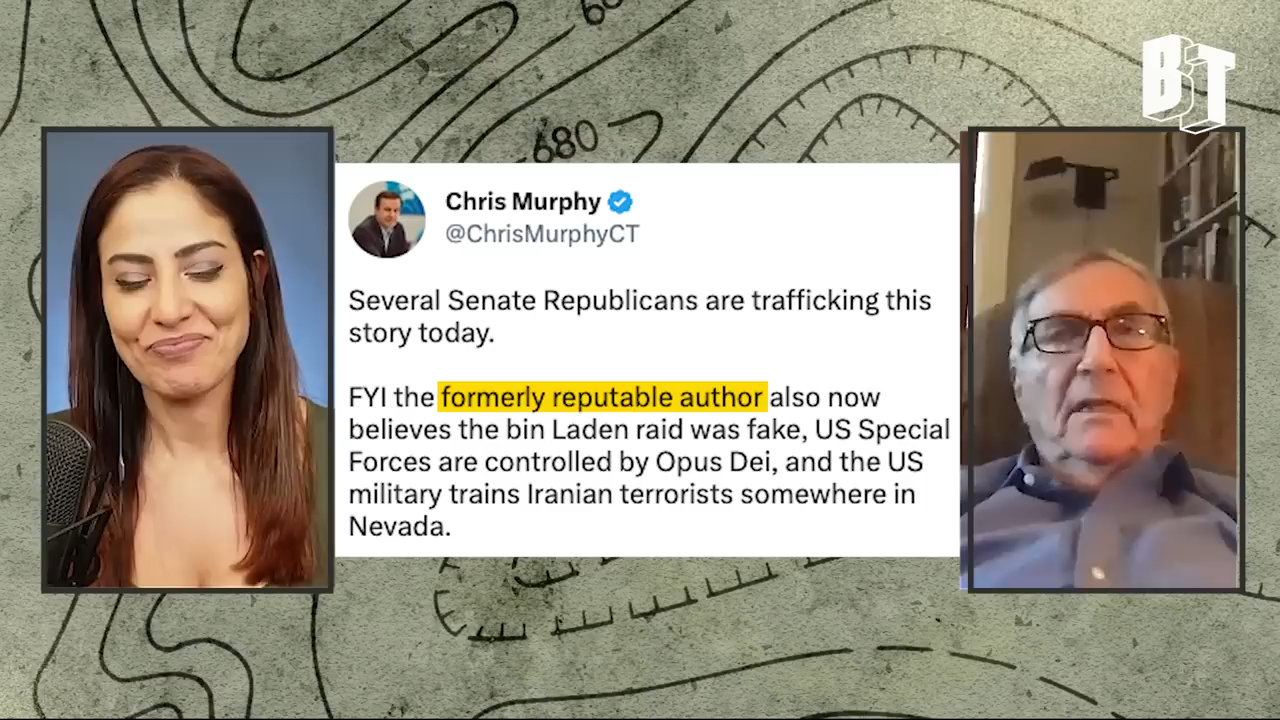 60
BT
680
Chris Murphy
@ChrisMurphyCT
Several Senate Republicans are trafficking this
story today.
FYI the formerly reputable author also now
believes the bin Laden raid was fake, US Special
Forces are controlled by Opus Dei, and the US
military trains Iranian terrorists somewhere in
Nevada.